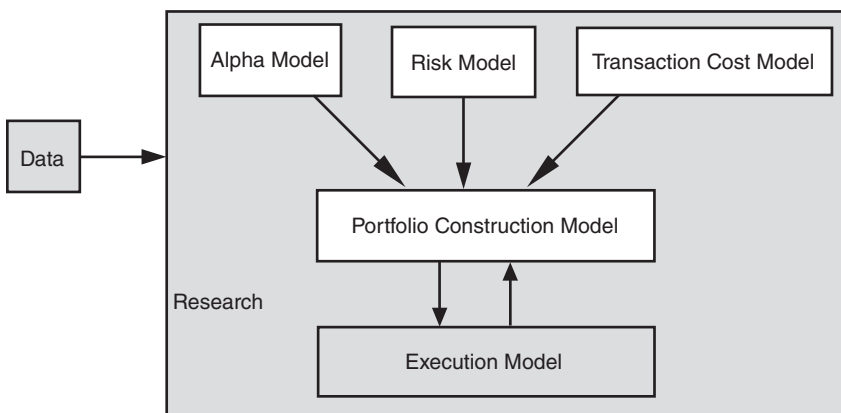 Alpha Model
Risk Model
Transaction Cost Model
Data
Portfolio Construction Model
Research
Execution Model